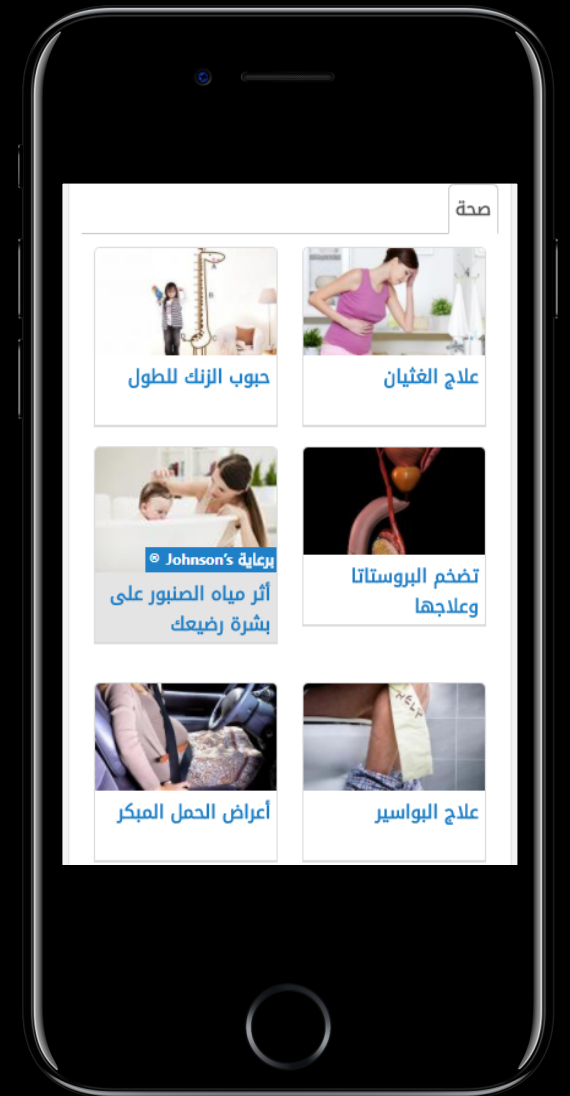 صحة
علاج الغثيان
حبوب الزنك للطول
تضخم البروستاتا
وعلاجها
برعاية Johnson's ®
أثر مياه الصنبور على
بشرة رضيعك
علاج البواسير
أعراض الحمل المبكر